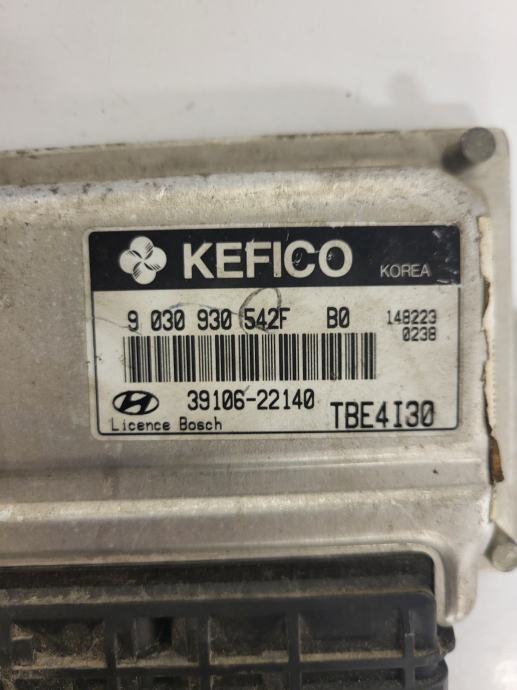 KEFICO KOREA
9 030 930 542F B0 148223
0238
39106-22140
Licence Bosch TBE4I30